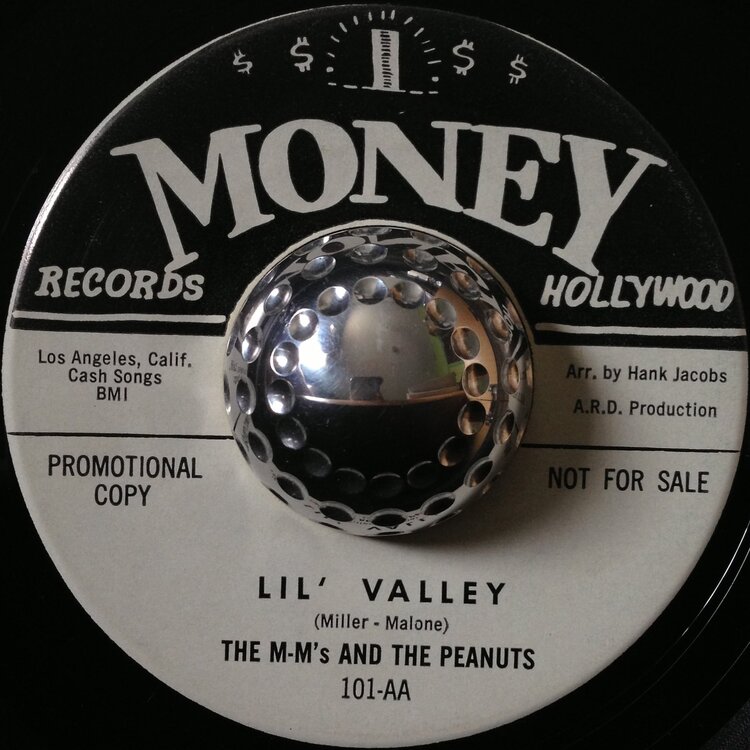 $ $ 1 $ $
MONEY
RECORDS
HOLLYWOOD
Los Angeles, Calif.
Cash Songs
BMI
Arr. by Hank Jacobs
A.R.D. Production
PROMOTIONAL
COPY
NOT FOR SALE
LIL' VALLEY
(Miller - Malone)
THE M-M's AND THE PEANUTS
101-AA